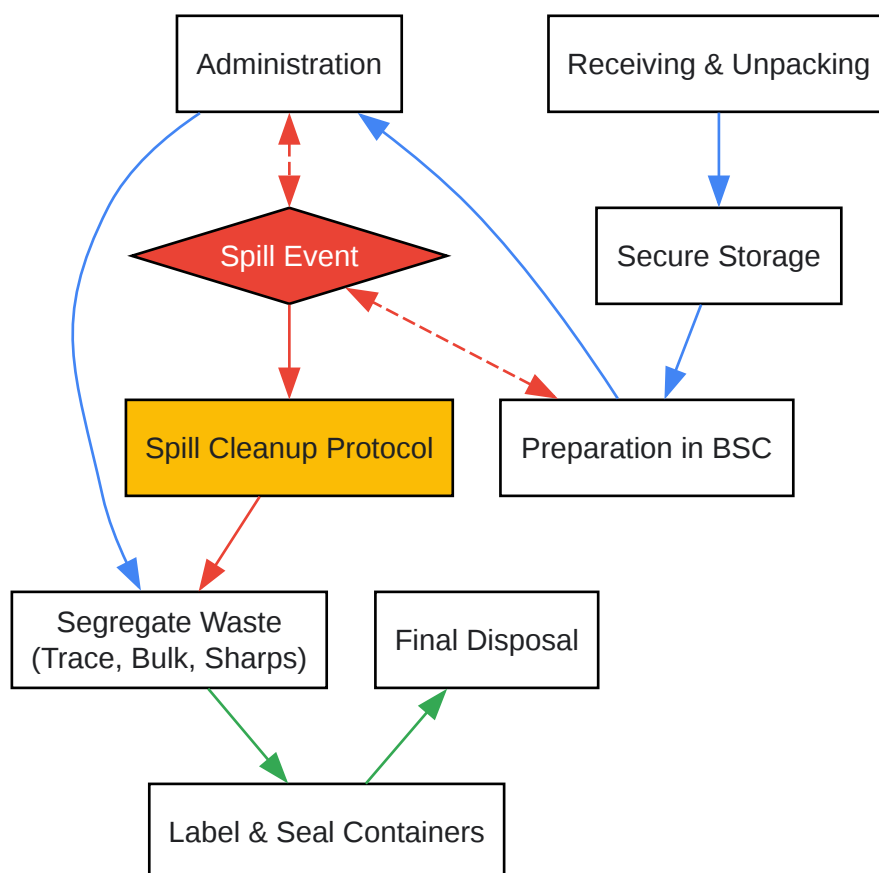 Administration
Receiving & Unpacking
Spill Event
Secure Storage
Spill Cleanup Protocol
Preparation in BSC
Segregate Waste
(Trace, Bulk, Sharps)
Final Disposal
Label & Seal Containers